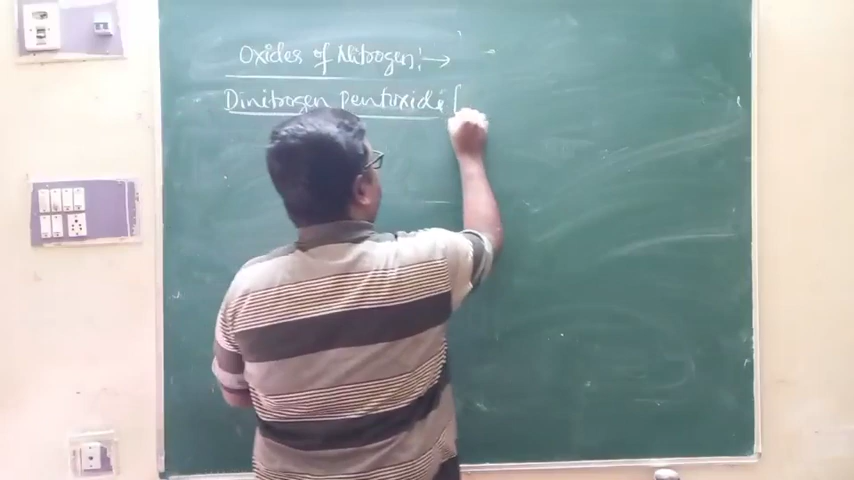 Oxides of Nitrogen:→
Dinitrogen Pentoxide [